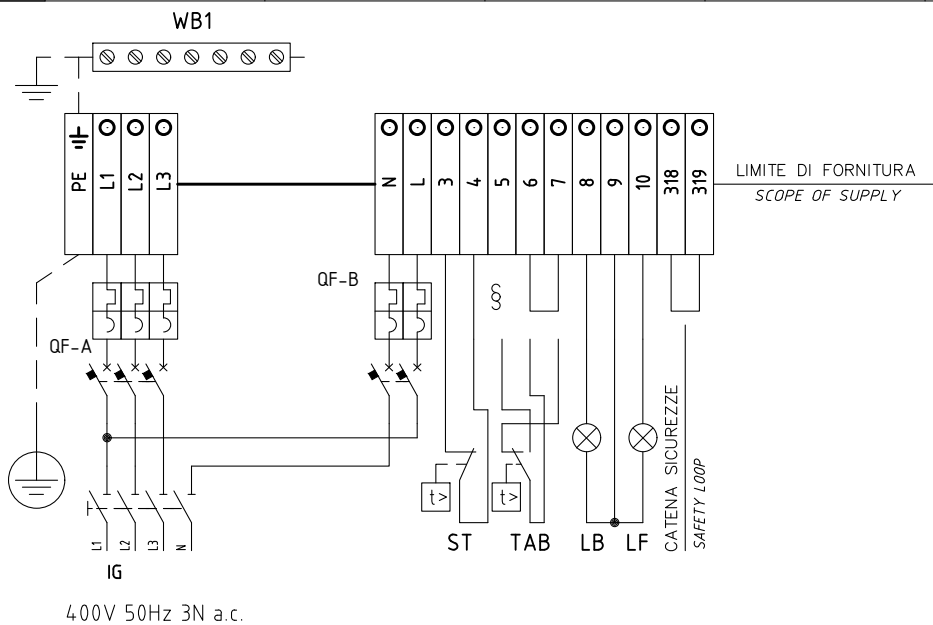 WB1
PE L1 L2 L3 N L 3 4 5 6 7 8 9 10 318 319
LIMITE DI FORNITURA
SCOPE OF SUPPLY
QF-A
QF-B
§
t>
t>
CATENA SICUREZZE
SAFETY LOOP
ST TAB LB LF
L1 L2 L3 N
IG
400V 50Hz 3N a.c.